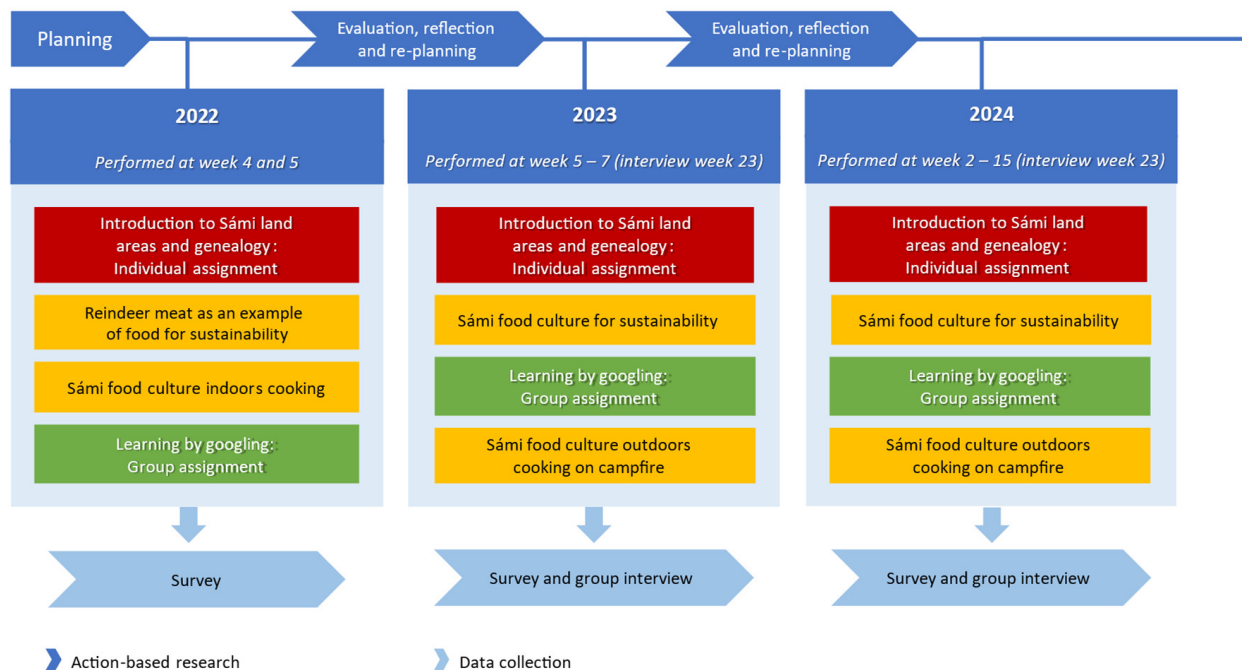 Planning
Evaluation, reflection
and re-planning
Evaluation, reflection
and re-planning
2022
Performed at week 4 and 5
Introduction to Sámi land
areas and genealogy:
Individual assignment
Reindeer meat as an example
of food for sustainability
Sámi food culture indoors cooking
Learning by googling:
Group assignment
Survey
2023
Performed at week 5 – 7 (interview week 23)
Introduction to Sámi land
areas and genealogy:
Individual assignment
Sámi food culture for sustainability
Learning by googling:
Group assignment
Sámi food culture outdoors
cooking on campfire
Survey and group interview
2024
Performed at week 2 – 15 (interview week 23)
Introduction to Sámi land
areas and genealogy:
Individual assignment
Sámi food culture for sustainability
Learning by googling:
Group assignment
Sámi food culture outdoors
cooking on campfire
Survey and group interview
Action-based research
Data collection